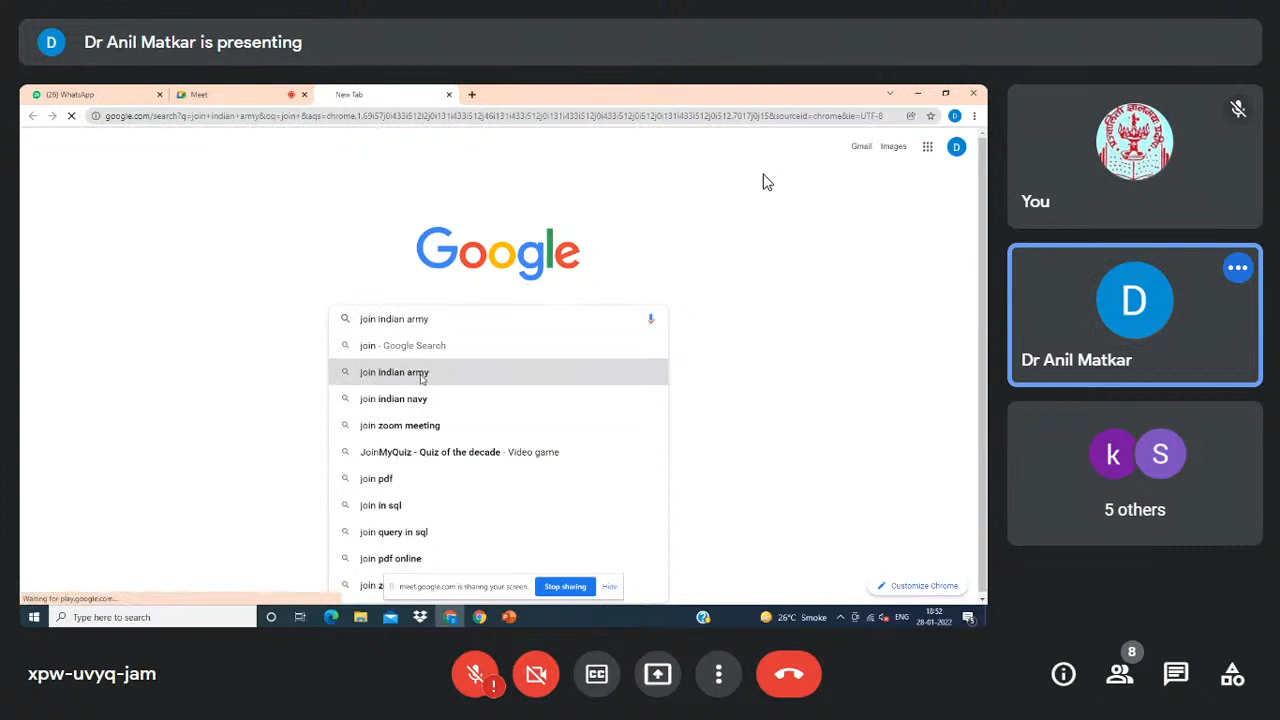 D Dr Anil Matkar is presenting
(26) WhatsApp
Meet
New Tab
Gmail
Images
D
Google
join indian army
join - Google Search
join indian army
join indian navy
join zoom meeting
JoinMyQuiz - Quiz of the decade - Video game
join pdf
join in sql
join query in sql
join pdf online
join
meet.google.com is sharing your screen.
Stop sharing
Hide
Customize Chrome
Waiting for play.google.com...
Type here to search
26°C Smoke
ENG
18:52
28-01-2022
You
D
Dr Anil Matkar
k S
5 others
xpw-uvyq-jam
CC
8